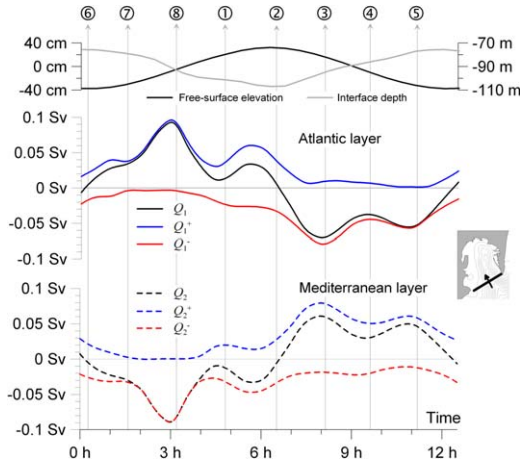 ⑥ ⑦ ⑧ ① ② ③ ④ ⑤
40 cm
0 cm
-40 cm
-70 m
-90 m
-110 m
Free-surface elevation
Interface depth
0.1 Sv
0.05 Sv
0 Sv
-0.05 Sv
-0.1 Sv
Atlantic layer
Q₁
Q₁⁺
Q₁⁻
Mediterranean layer
Q₂
Q₂⁺
Q₂⁻
0.05 Sv
0 Sv
-0.05 Sv
-0.1 Sv
Time
0 h 3 h 6 h 9 h 12 h